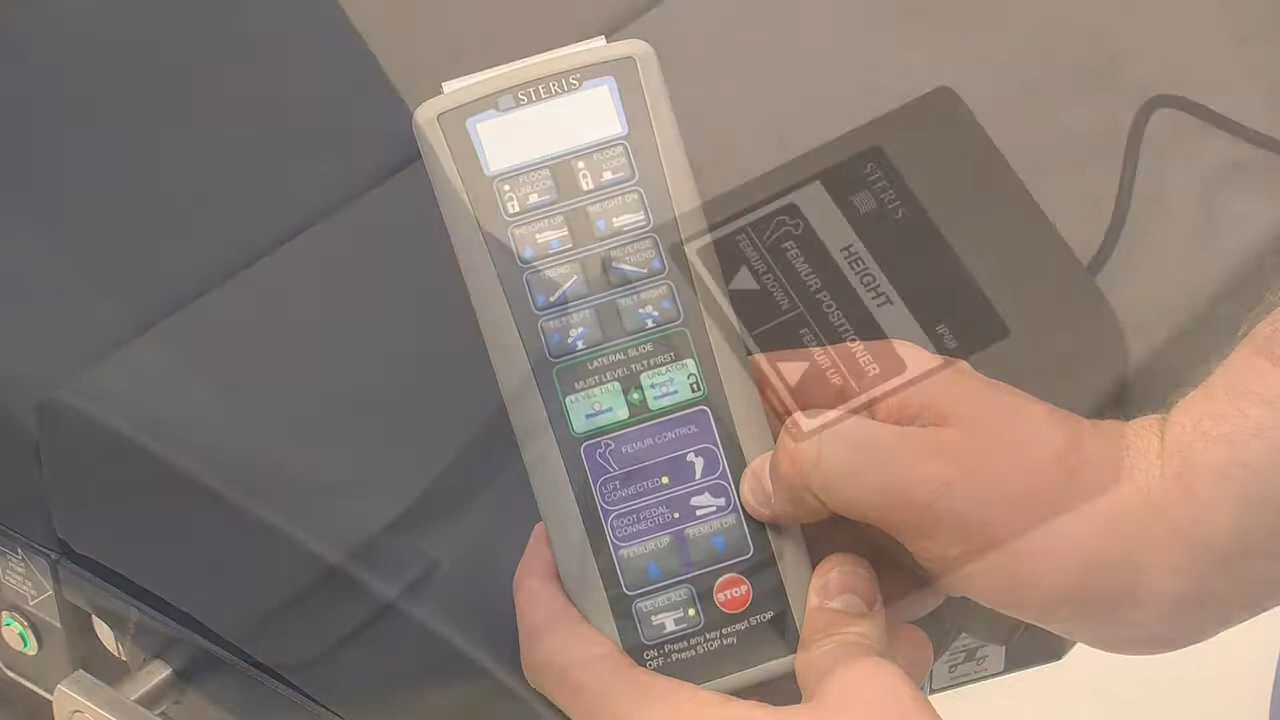 STERIS®
FLOOR
UNLOCK
FLOOR
LOCK
HEIGHT UP
HEIGHT DN
TREND
REVERSE
TREND
TILT LEFT
TILT RIGHT
LATERAL SLIDE
MUST LEVEL TILT FIRST
LEVEL TILT
UNLATCH
FEMUR CONTROL
LIFT
CONNECTED
FOOT PEDAL
CONNECTED
FEMUR UP
FEMUR DN
LEVEL ALL
STOP
ON - Press any key except STOP
OFF - Press STOP key
STERIS
HEIGHT
IP68
FEMUR POSITIONER
FEMUR DOWN
FEMUR UP
POINT